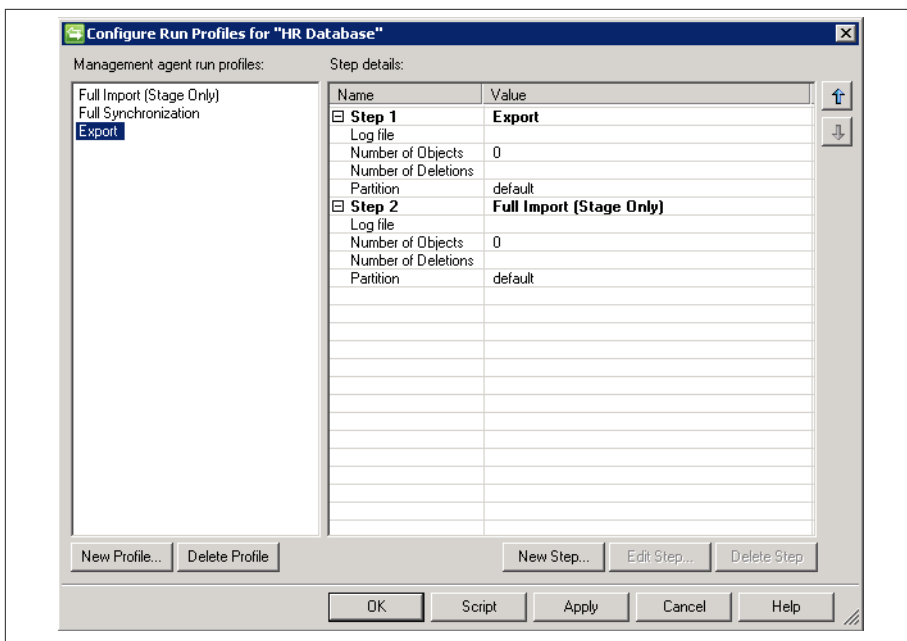 Configure Run Profiles for "HR Database"
Management agent run profiles:
Step details:
Full Import (Stage Only)
Full Synchronization
Export
Name Value
Step 1 Export
Log file
Number of Objects 0
Number of Deletions
Partition default
Step 2 Full Import (Stage Only)
Log file
Number of Objects 0
Number of Deletions
Partition default
New Profile... Delete Profile New Step... Edit Step... Delete Step
OK Script Apply Cancel Help